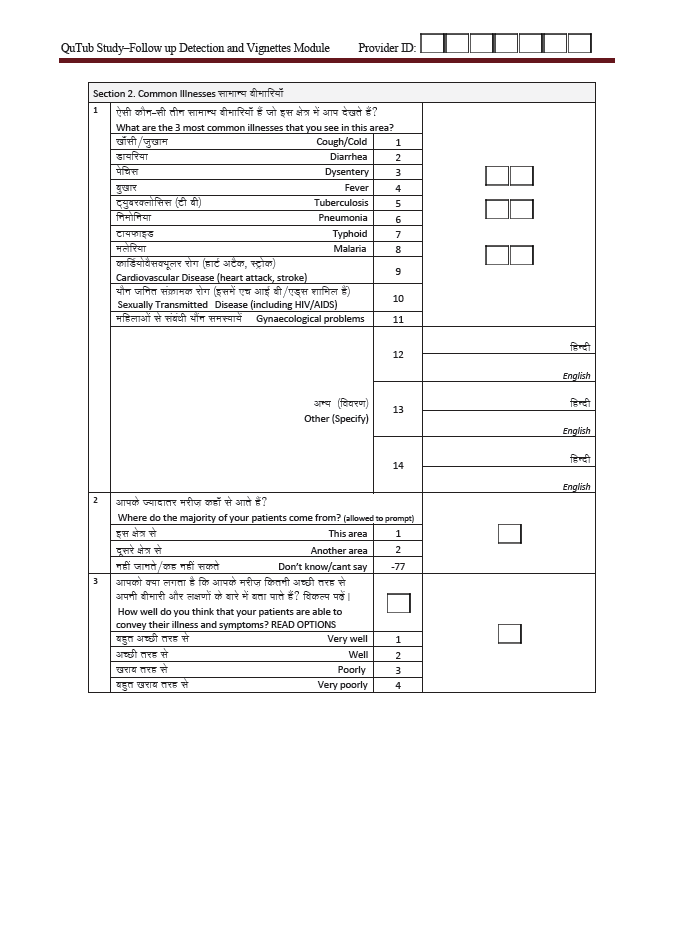 QuTub Study–Follow up Detection and Vignettes Module Provider ID:
Section 2. Common Illnesses सामान्य बीमारियाँ
1 ऐसी कौन-सी तीन सामान्य बीमारियाँ हैं जो इस क्षेत्र में आप देखते हैं?
What are the 3 most common illnesses that you see in this area?
खाँसी/जुखाम Cough/Cold 1
डायरिया Diarrhea 2
पेचिस Dysentery 3
बुखार Fever 4
ट्युबरक्लोसिस (टी बी) Tuberculosis 5
निमोनिया Pneumonia 6
टायफाइड Typhoid 7
मलेरिया Malaria 8
कार्डियोवैसक्यूलर रोग (हार्ट अटैक, स्ट्रोक)
Cardiovascular Disease (heart attack, stroke) 9
यौन जनित संक्रामक रोग (इसमें एच आई वी/एड्स शामिल है)
Sexually Transmitted Disease (including HIV/AIDS) 10
महिलाओं से संबंधी यौंन समस्यायें Gynaecological problems 11
12 हिन्दी
English
अन्य (विवरण)
Other (Specify)
13 हिन्दी
English
14 हिन्दी
English
2 आपके ज्यादातर मरीज़ कहाँ से आते हैं?
Where do the majority of your patients come from? (allowed to prompt)
इस क्षेत्र से This area 1
दूसरे क्षेत्र से Another area 2
नहीं जानते/कह नहीं सकते Don't know/cant say -77
3 आपको क्या लगता है कि आपके मरीज़ कितनी अच्छी तरह से
अपनी बीमारी और लक्षणों के बारे में बता पाते हैं? विकल्प पढ़ें।
How well do you think that your patients are able to
convey their illness and symptoms? READ OPTIONS
बहुत अच्छी तरह से Very well 1
अच्छी तरह से Well 2
खराब तरह से Poorly 3
बहुत खराब तरह से Very poorly 4